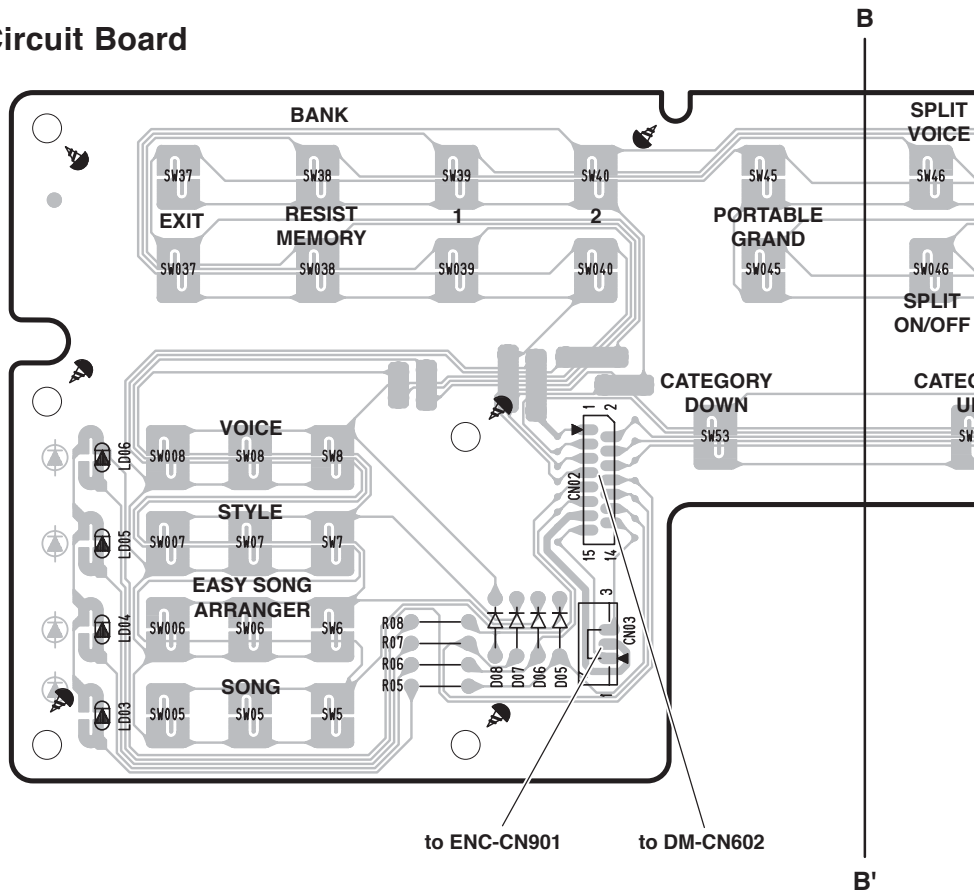 Circuit Board
B
BANK
SPLIT
VOICE
SW37
SW38
SW39
SW40
SW45
SW46
EXIT
RESIST
MEMORY
1
2
PORTABLE
GRAND
SW037
SW038
SW039
SW040
SW045
SW046
SPLIT
ON/OFF
CATEGORY
DOWN
CATEG
U
SW53
SW
1
2
CN02
15
14
VOICE
LD06
SW008
SW08
SW8
STYLE
LD05
SW007
SW07
SW7
EASY SONG
ARRANGER
LD04
SW006
SW06
SW6
SONG
LD03
SW005
SW05
SW5
R08
R07
R06
R05
D08
D07
D06
D05
3
CN03
1
to ENC-CN901
to DM-CN602
B'